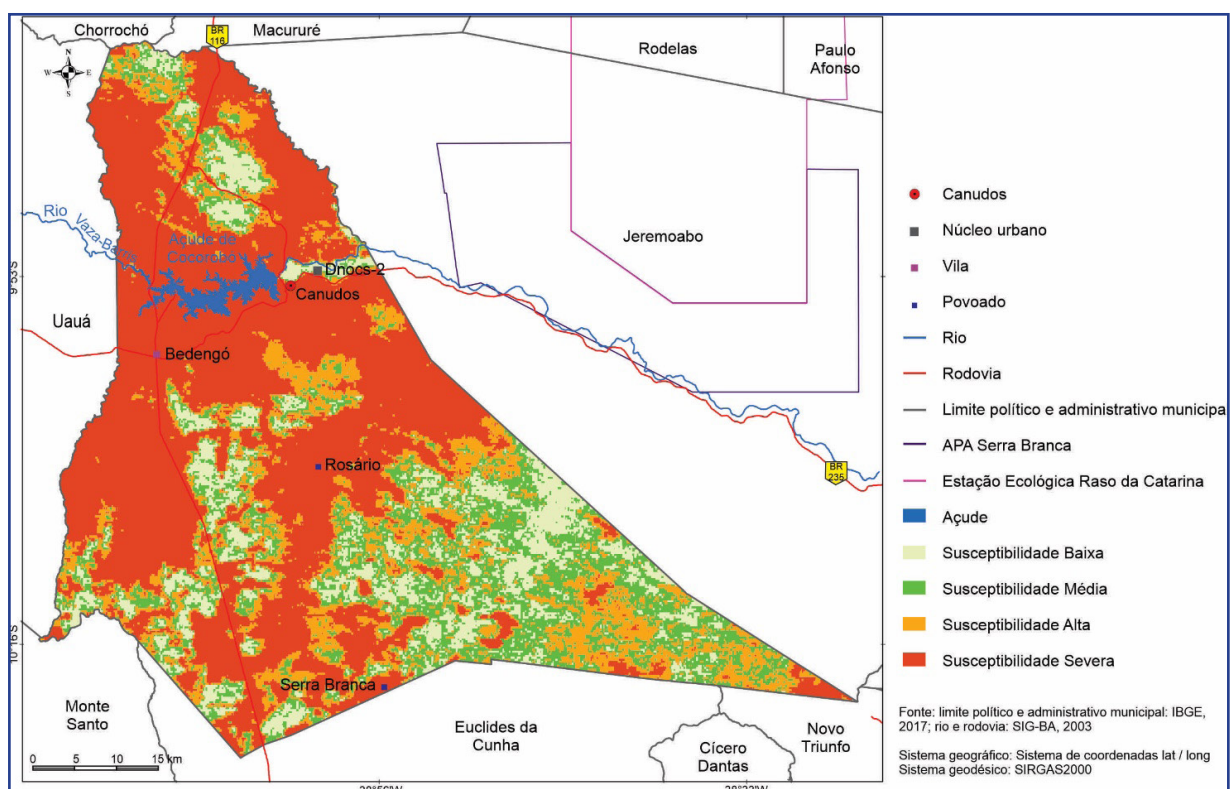 Chorrochó
BR
116
Macururé
Rodelas
Paulo
Afonso
N
W E
S
Rio Vaza-Barris
Açude de
Cocorobó
Jeremoabo
Dnocs-2
Canudos
9°53'S
Uauá
Bedengó
Rosário
BR
235
10°16'S
Serra Branca
Monte
Santo
Euclides da
Cunha
Cícero
Dantas
Novo
Triunfo
0 5 10 15 km
Canudos
Núcleo urbano
Vila
Povoado
Rio
Rodovia
Limite político e administrativo municipa
APA Serra Branca
Estação Ecológica Raso da Catarina
Açude
Susceptibilidade Baixa
Susceptibilidade Média
Susceptibilidade Alta
Susceptibilidade Severa
Fonte: limite político e administrativo municipal: IBGE,
2017; rio e rodovia: SIG-BA, 2003
Sistema geográfico: Sistema de coordenadas lat / long
Sistema geodésico: SIRGAS2000